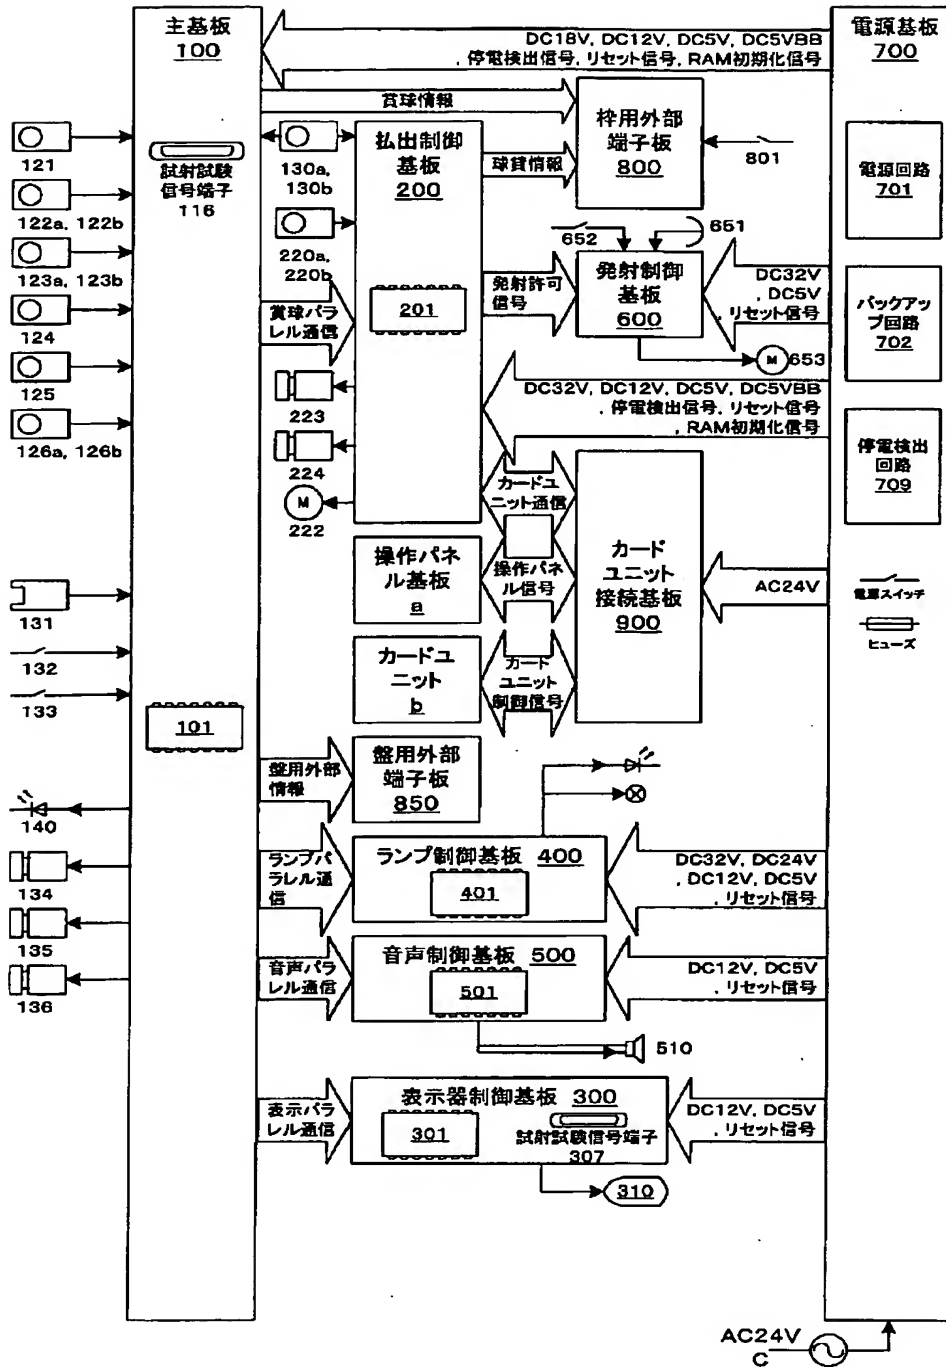 主基板
100
試射試験
信号端子
116
101
DC18V, DC12V, DC5V, DC5VBB
, 停電検出信号, リセット信号, RAM初期化信号
賞球情報
電源基板
700
電源回路
701
バックアッ
プ回路
702
停電検出
回路
709
電源スイッチ
ヒューズ
121
122a, 122b
123a, 123b
124
125
126a, 126b
131
132
133
140
134
135
136
130a,
130b
220a,
220b
賞球パラ
レル通信
223
224
M
222
払出制御
基板
200
201
球貸情報
枠用外部
端子板
800
801
652
651
発射許可
信号
発射制御
基板
600
M
653
DC32V
, DC5V
, リセット信号
DC32V, DC12V, DC5V, DC5VBB
, 停電検出信号, リセット信号
, RAM初期化信号
カードユ
ニット通信
操作パネ
ル基板
a
操作パネ
ル信号
カードユ
ニット
b
カード
ユニット
制御信号
カード
ユニット
接続基板
900
AC24V
盤用外部
情報
盤用外部
端子板
850
ランプパ
ラレル通
信
ランプ制御基板 400
401
DC32V, DC24V
, DC12V, DC5V
, リセット信号
音声パラ
レル通信
音声制御基板 500
501
DC12V, DC5V
, リセット信号
510
表示パラ
レル通信
表示器制御基板 300
301
試射試験信号端子
307
DC12V, DC5V
, リセット信号
310
AC24V
C